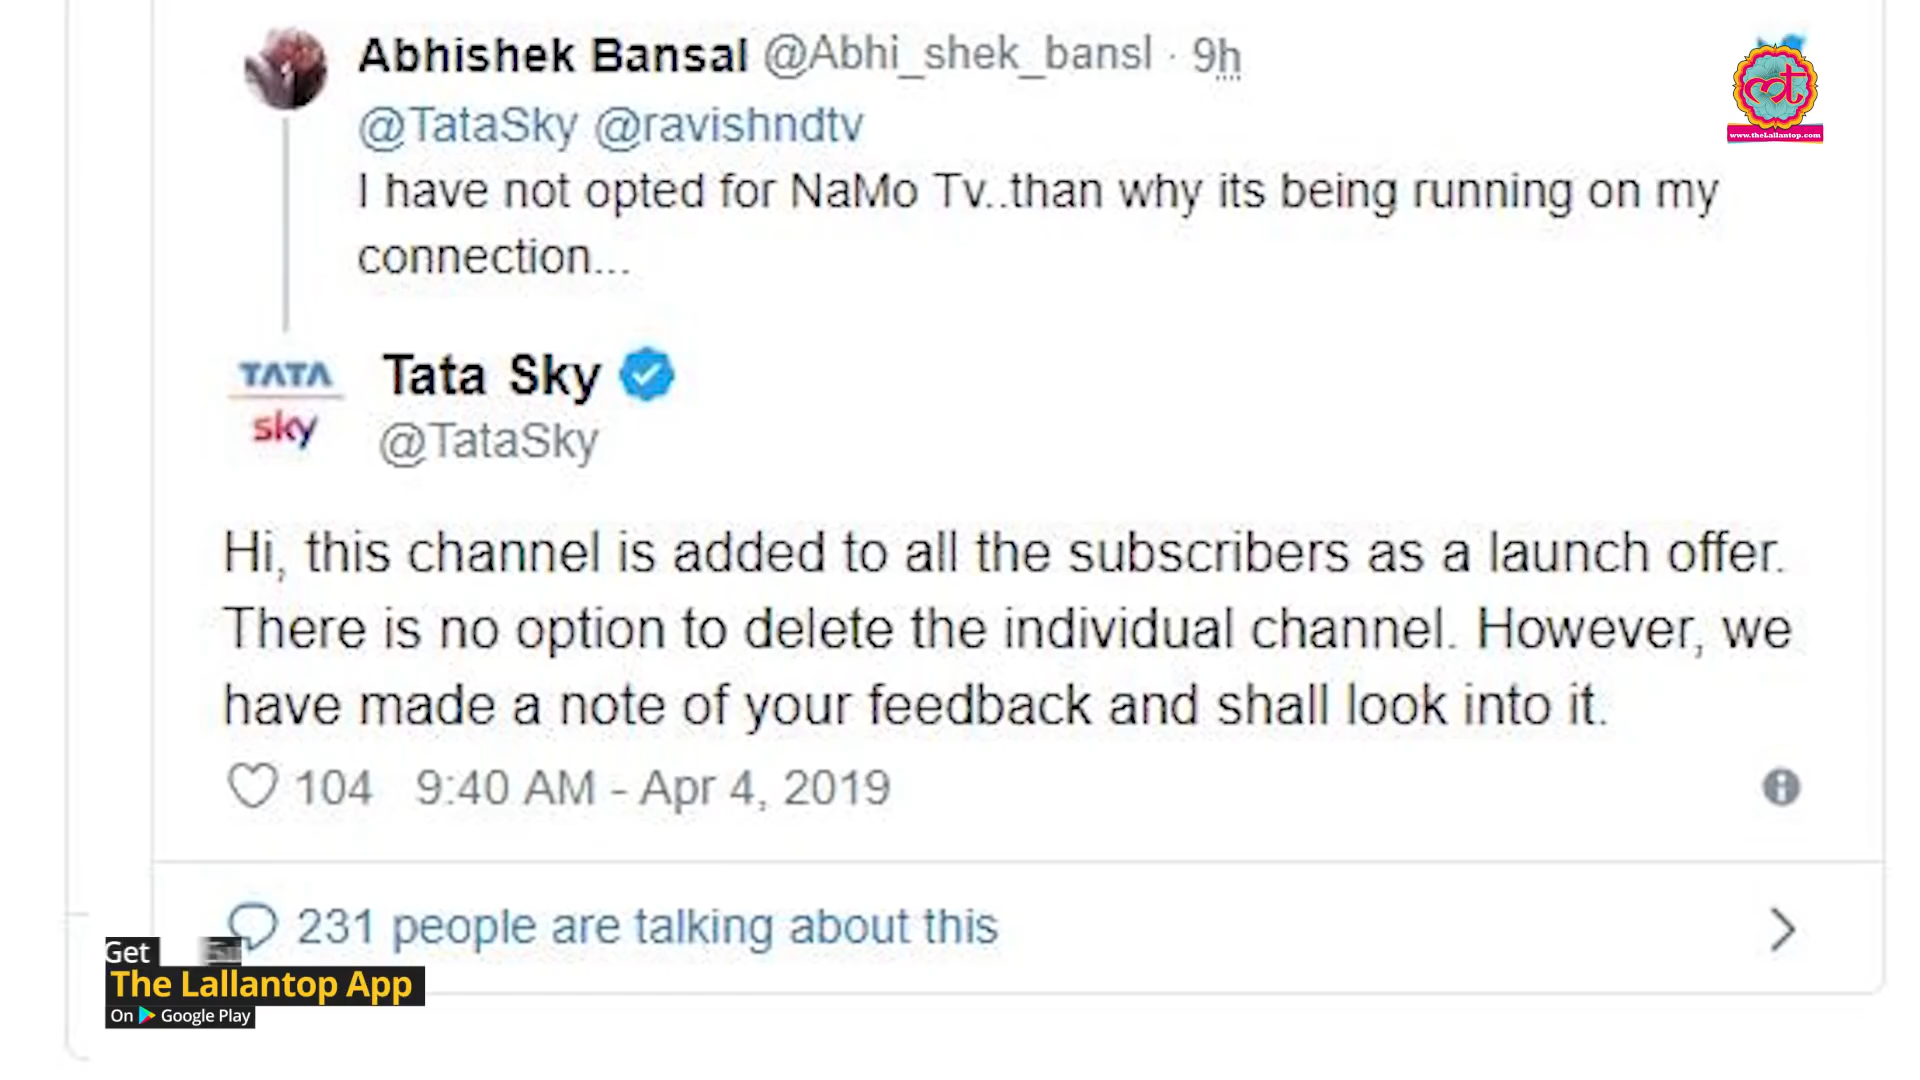 Abhishek Bansal @Abhi_shek_bansl · 9h
@TataSky @ravishndtv
I have not opted for NaMo Tv..than why its being running on my
connection...
TATA
sky
Tata Sky
@TataSky
Hi, this channel is added to all the subscribers as a launch offer.
There is no option to delete the individual channel. However, we
have made a note of your feedback and shall look into it.
104 9:40 AM - Apr 4, 2019
231 people are talking about this
Get
The Lallantop App
On Google Play
www.theLallantop.com